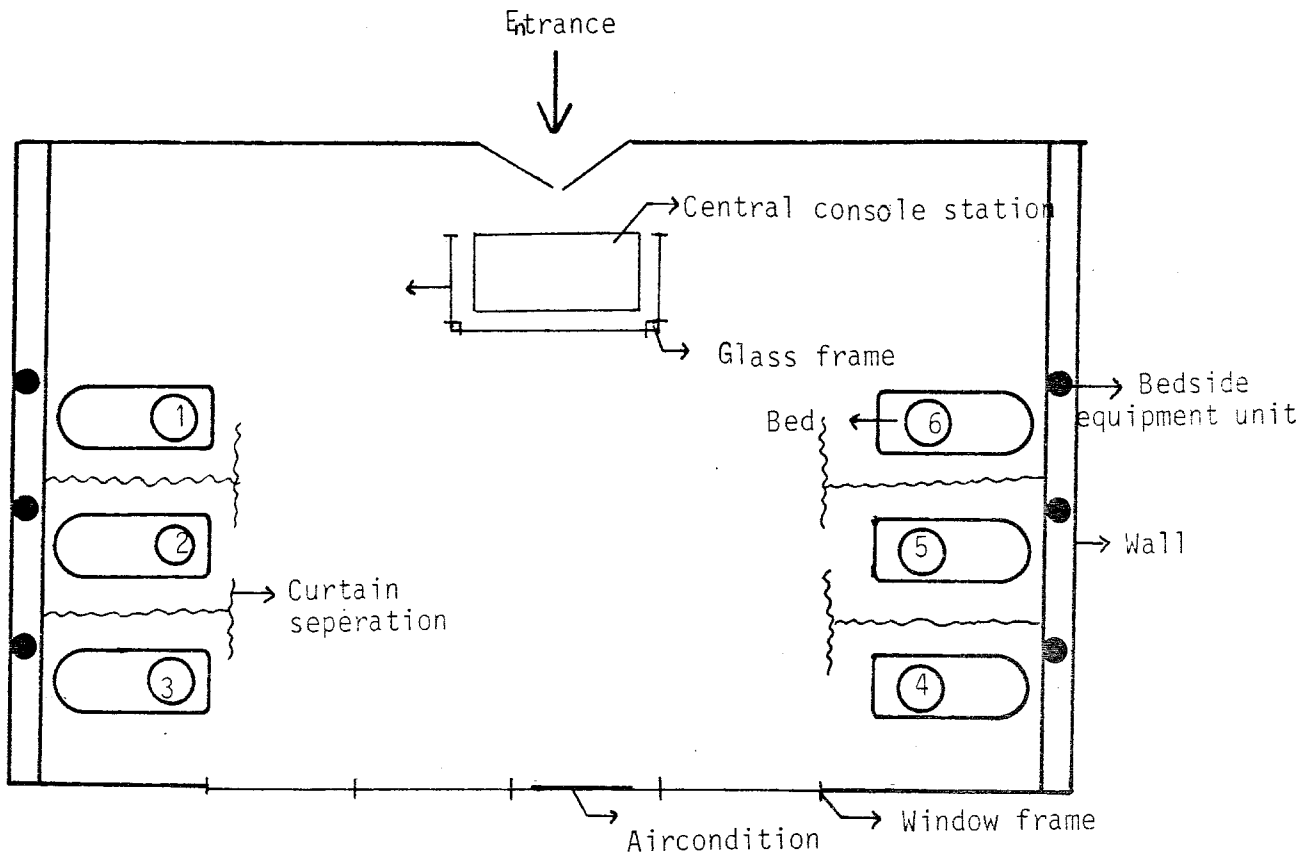 Entrance
Central console station
Glass frame
Bedside
equipment unit
Bed
1
6
2
5
Wall
Curtain
seperation
3
4
Window frame
Aircondition